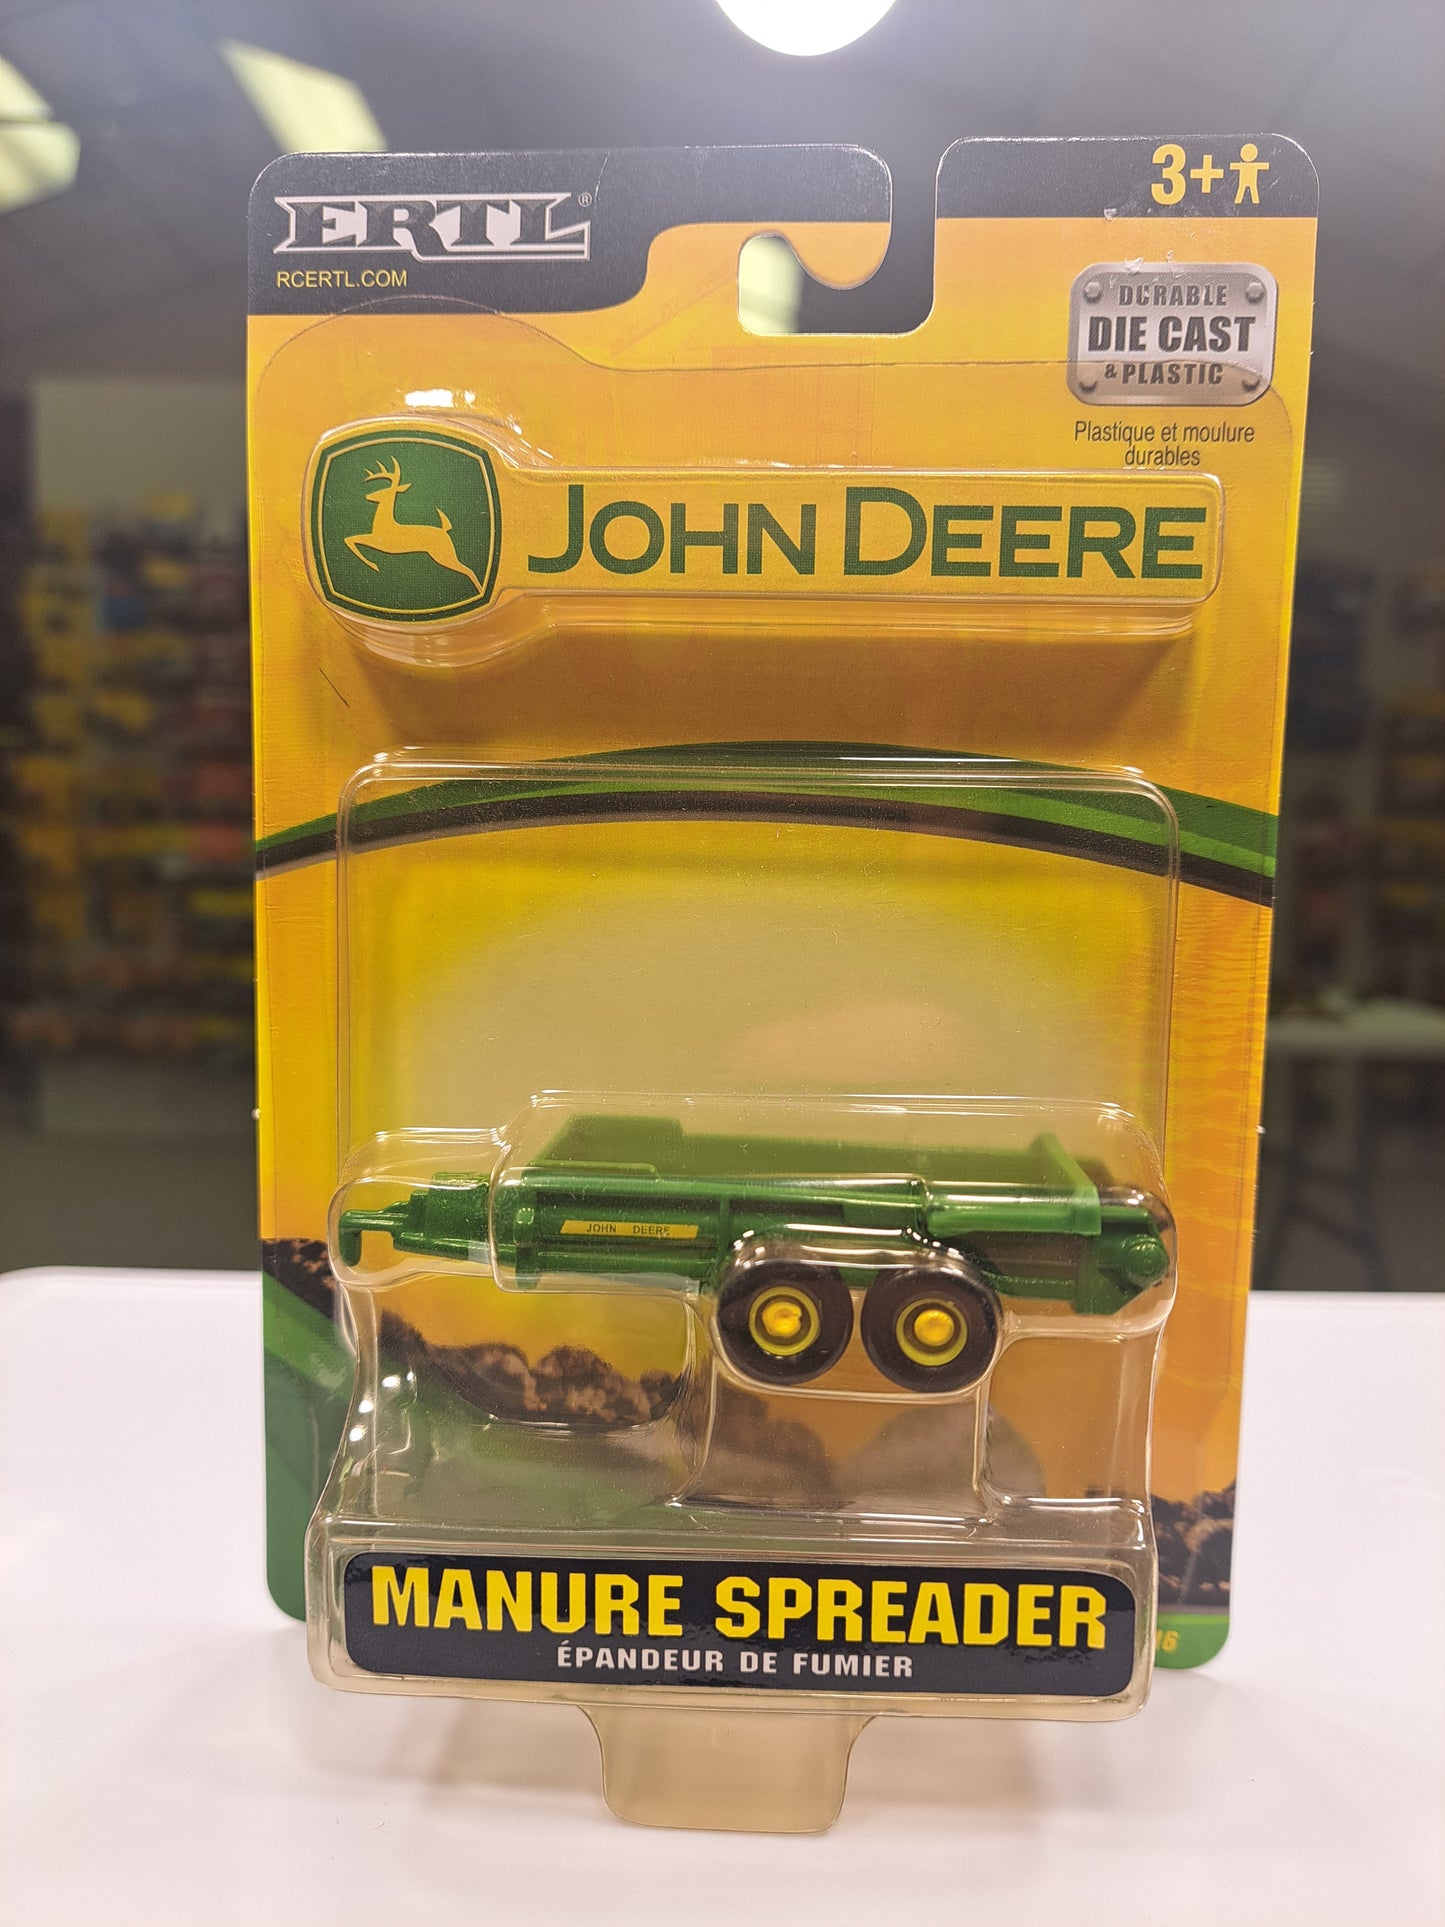 ERTL®
RCERTL.COM
3+
DURABLE
DIE CAST
& PLASTIC
Plastique et moulure
durables
JOHN DEERE
JOHN DEERE
MANURE SPREADER
ÉPANDEUR DE FUMIER